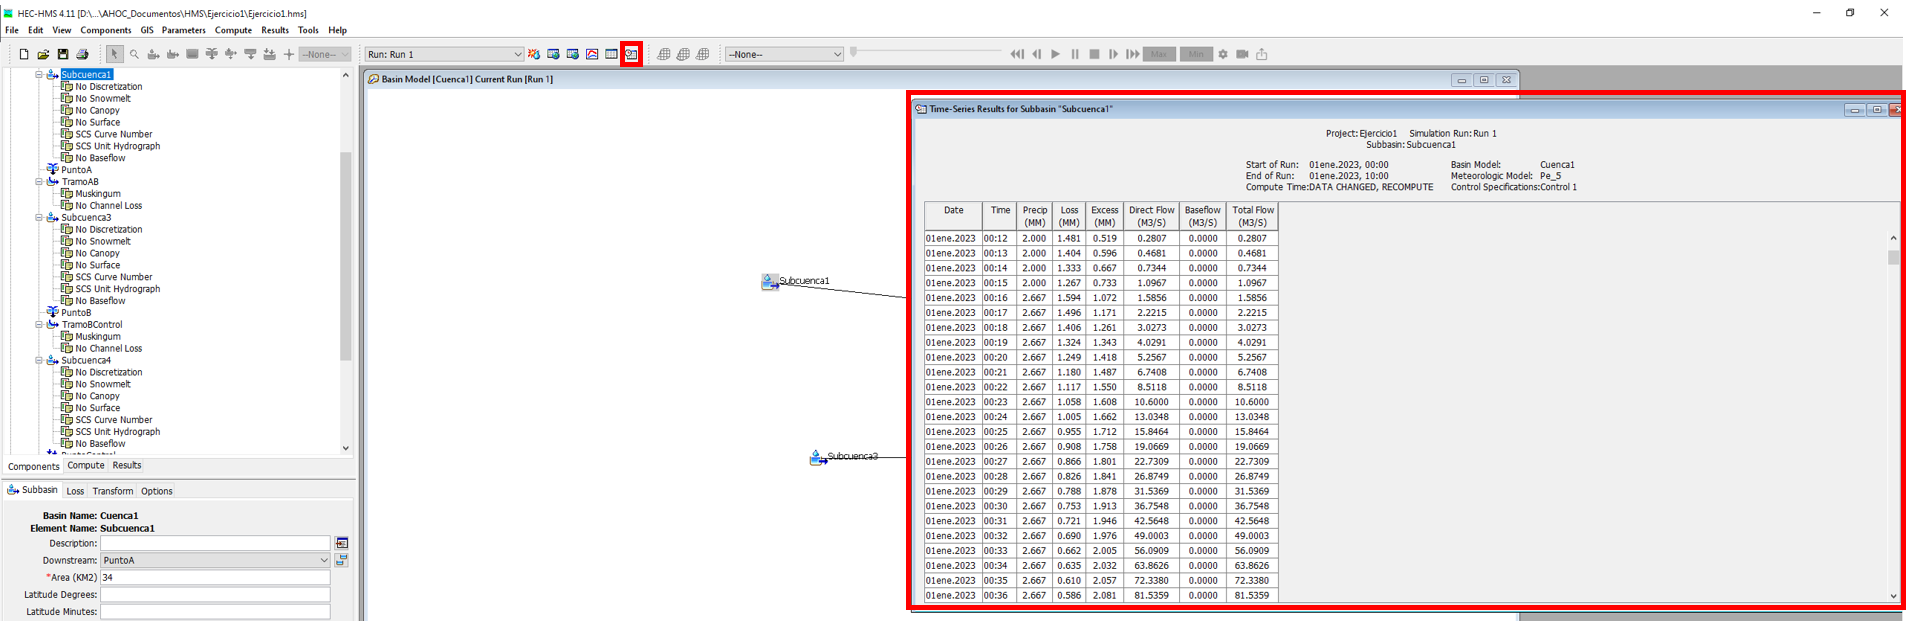 HEC-HMS 4.11 [D:\...\AHOC_Documentos\HMS\Ejercicio1\Ejercicio1.hms]
File Edit View Components GIS Parameters Compute Results Tools Help
--None-- Run: Run 1 --None-- Max Min
Subcuenca1
No Discretization
No Snowmelt
No Canopy
No Surface
SCS Curve Number
SCS Unit Hydrograph
No Baseflow
PuntoA
TramoAB
Muskingum
No Channel Loss
Subcuenca3
No Discretization
No Snowmelt
No Canopy
No Surface
SCS Curve Number
SCS Unit Hydrograph
No Baseflow
PuntoB
TramoBControl
Muskingum
No Channel Loss
Subcuenca4
No Discretization
No Snowmelt
No Canopy
No Surface
SCS Curve Number
SCS Unit Hydrograph
No Baseflow
Components Compute Results
Subbasin Loss Transform Options
Basin Name: Cuenca1
Element Name: Subcuenca1
Description:
Downstream: PuntoA
*Area (KM2) 34
Latitude Degrees:
Latitude Minutes:
Basin Model [Cuenca1] Current Run [Run 1]
Subcuenca1
Subcuenca3
Time-Series Results for Subbasin "Subcuenca1"
Project: Ejercicio1 Simulation Run: Run 1
Subbasin: Subcuenca1
Start of Run: 01ene.2023, 00:00 Basin Model: Cuenca1
End of Run: 01ene.2023, 10:00 Meteorologic Model: Pe_5
Compute Time:DATA CHANGED, RECOMPUTE Control Specifications:Control 1
Date Time Precip Loss Excess Direct Flow Baseflow Total Flow
(MM) (MM) (MM) (M3/S) (M3/S) (M3/S)
01ene.2023 00:12 2.000 1.481 0.519 0.2807 0.0000 0.2807
01ene.2023 00:13 2.000 1.404 0.596 0.4681 0.0000 0.4681
01ene.2023 00:14 2.000 1.333 0.667 0.7344 0.0000 0.7344
01ene.2023 00:15 2.000 1.267 0.733 1.0967 0.0000 1.0967
01ene.2023 00:16 2.667 1.594 1.072 1.5856 0.0000 1.5856
01ene.2023 00:17 2.667 1.496 1.171 2.2215 0.0000 2.2215
01ene.2023 00:18 2.667 1.406 1.261 3.0273 0.0000 3.0273
01ene.2023 00:19 2.667 1.324 1.343 4.0291 0.0000 4.0291
01ene.2023 00:20 2.667 1.249 1.418 5.2567 0.0000 5.2567
01ene.2023 00:21 2.667 1.180 1.487 6.7408 0.0000 6.7408
01ene.2023 00:22 2.667 1.117 1.550 8.5118 0.0000 8.5118
01ene.2023 00:23 2.667 1.058 1.608 10.6000 0.0000 10.6000
01ene.2023 00:24 2.667 1.005 1.662 13.0348 0.0000 13.0348
01ene.2023 00:25 2.667 0.955 1.712 15.8464 0.0000 15.8464
01ene.2023 00:26 2.667 0.908 1.758 19.0669 0.0000 19.0669
01ene.2023 00:27 2.667 0.866 1.801 22.7309 0.0000 22.7309
01ene.2023 00:28 2.667 0.826 1.841 26.8749 0.0000 26.8749
01ene.2023 00:29 2.667 0.788 1.878 31.5369 0.0000 31.5369
01ene.2023 00:30 2.667 0.753 1.913 36.7548 0.0000 36.7548
01ene.2023 00:31 2.667 0.721 1.946 42.5648 0.0000 42.5648
01ene.2023 00:32 2.667 0.690 1.976 49.0003 0.0000 49.0003
01ene.2023 00:33 2.667 0.662 2.005 56.0909 0.0000 56.0909
01ene.2023 00:34 2.667 0.635 2.032 63.8626 0.0000 63.8626
01ene.2023 00:35 2.667 0.610 2.057 72.3380 0.0000 72.3380
01ene.2023 00:36 2.667 0.586 2.081 81.5359 0.0000 81.5359